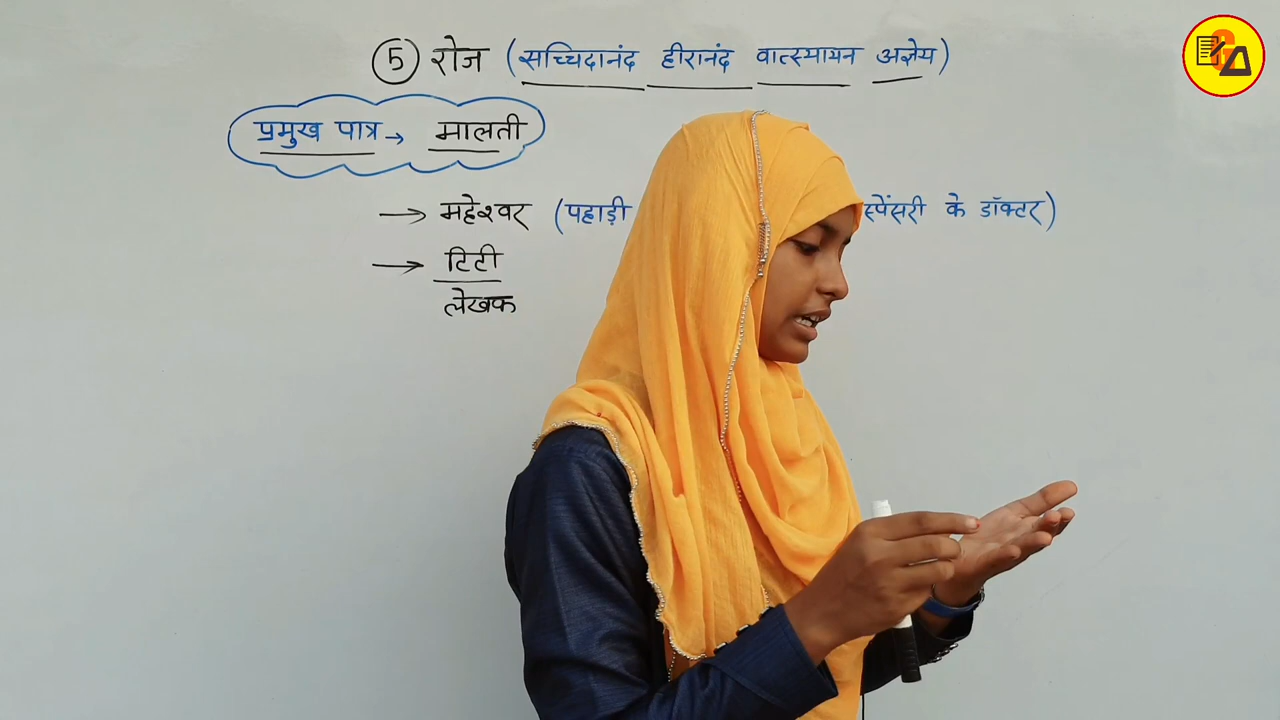 5 रोज (सच्चिदानंद हीरानंद वात्स्यायन अज्ञेय)
प्रमुख पात्र → मालती
→ महेश्वर (पहाड़ी स्पेंसरी के डॉक्टर)
→ टिटी
लेखक